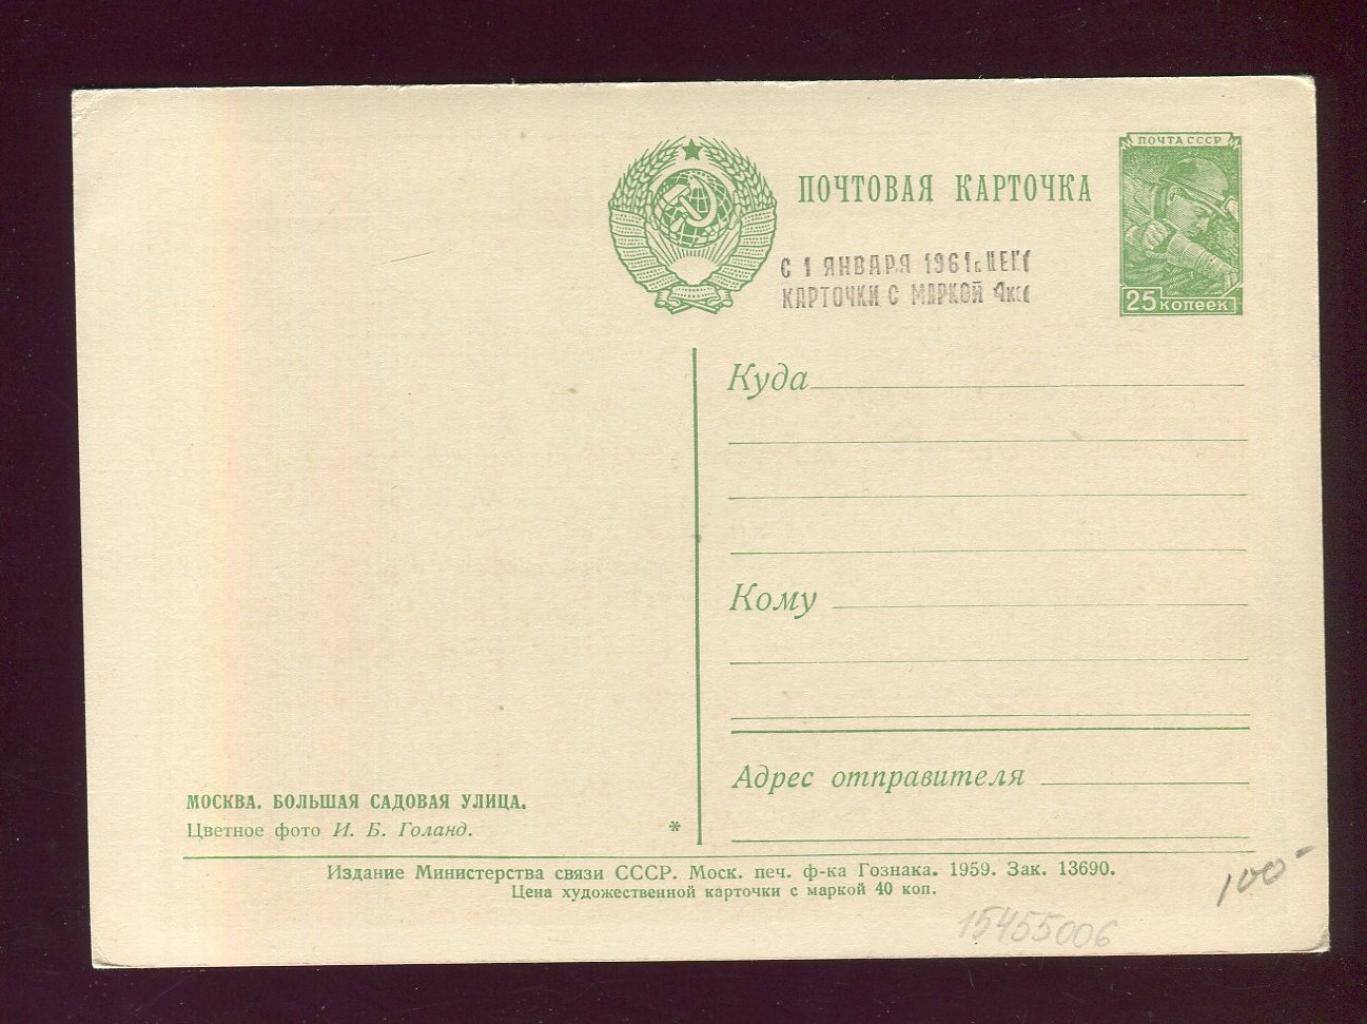 ПОЧТА СССР
ПОЧТОВАЯ КАРТОЧКА
С 1 ЯНВАРЯ 1961 г.
КАРТОЧКИ С МАРКОЙ 4к
25 копеек
Куда
Кому
Адрес отправителя
МОСКВА. БОЛЬШАЯ САДОВАЯ УЛИЦА.
Цветное фото И. Б. Голанд.
*
Издание Министерства связи СССР. Моск. печ. ф-ка Гознака. 1959. Зак. 13690.
Цена художественной карточки с маркой 40 коп.
100-
15455006